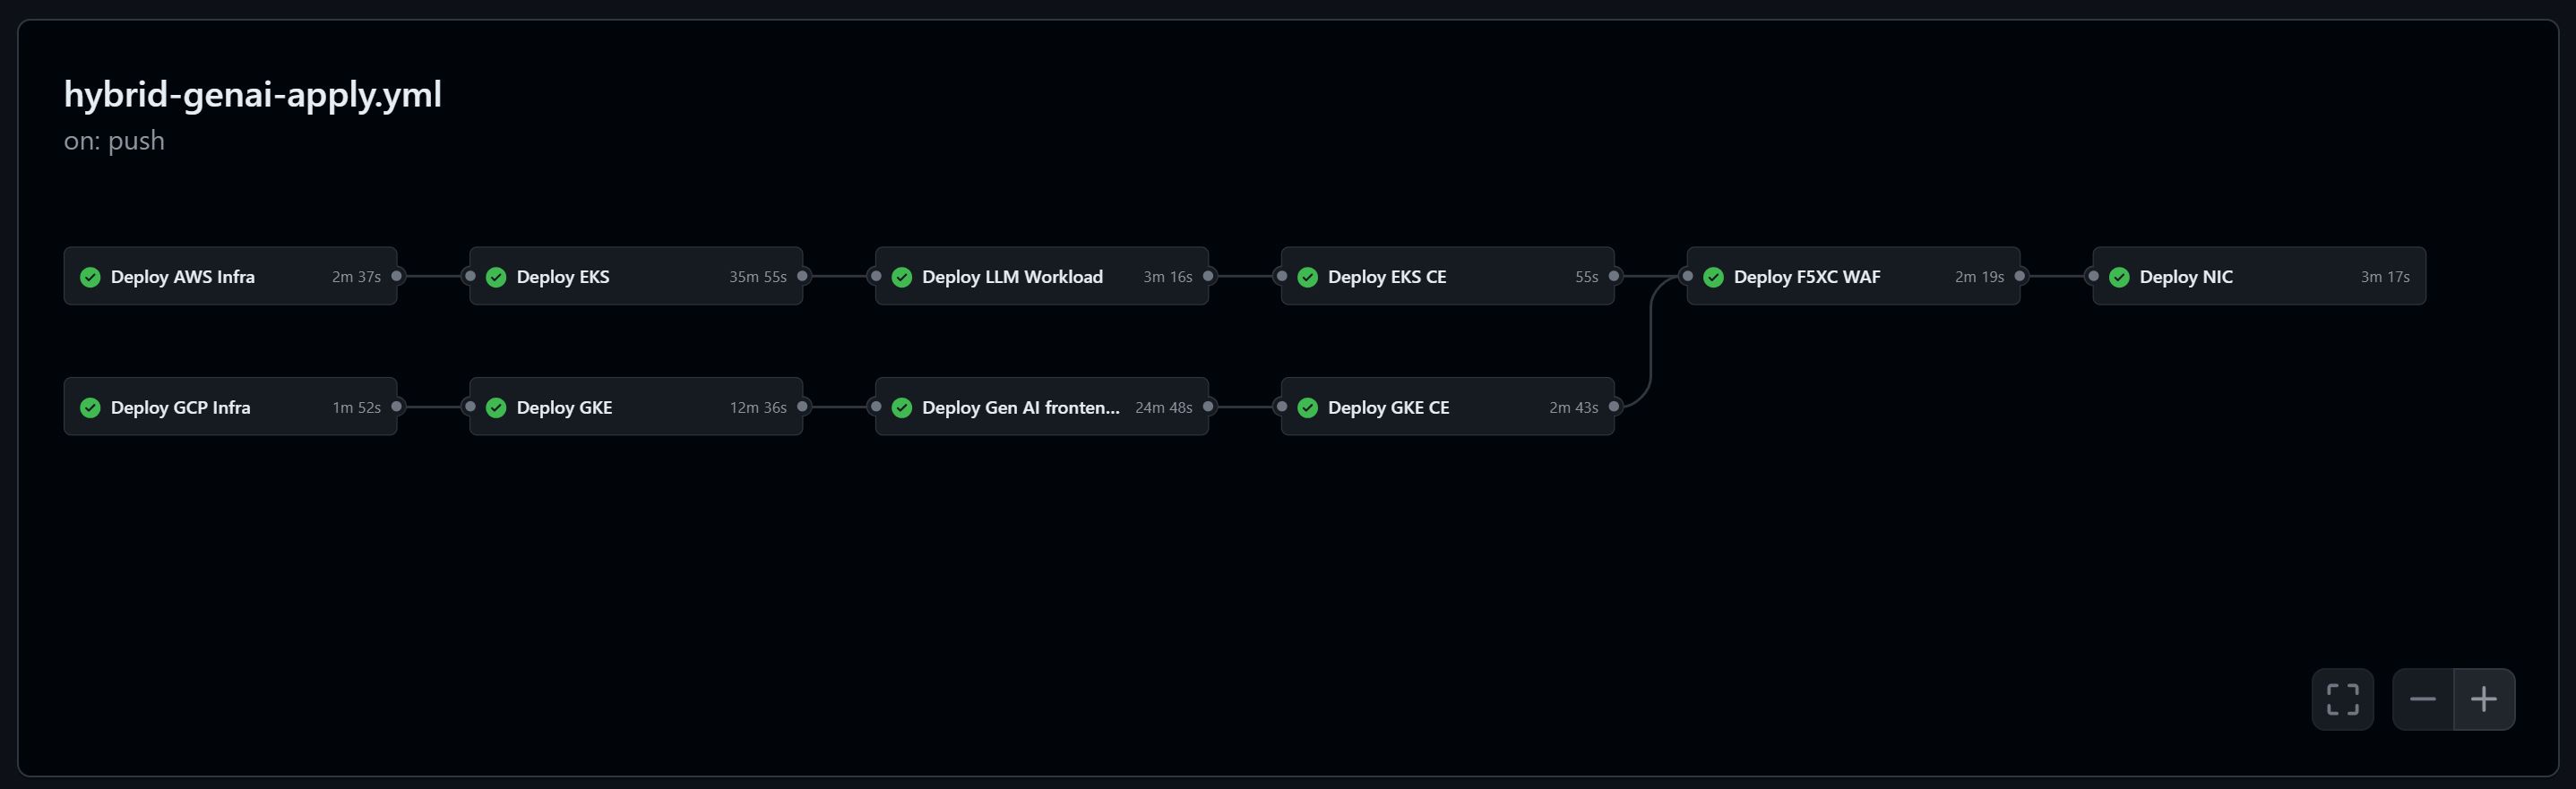 hybrid-genai-apply.yml
on: push
Deploy AWS Infra 2m 37s
Deploy EKS 35m 55s
Deploy LLM Workload 3m 16s
Deploy EKS CE 55s
Deploy F5XC WAF 2m 19s
Deploy NIC 3m 17s
Deploy GCP Infra 1m 52s
Deploy GKE 12m 36s
Deploy Gen AI fronten... 24m 48s
Deploy GKE CE 2m 43s